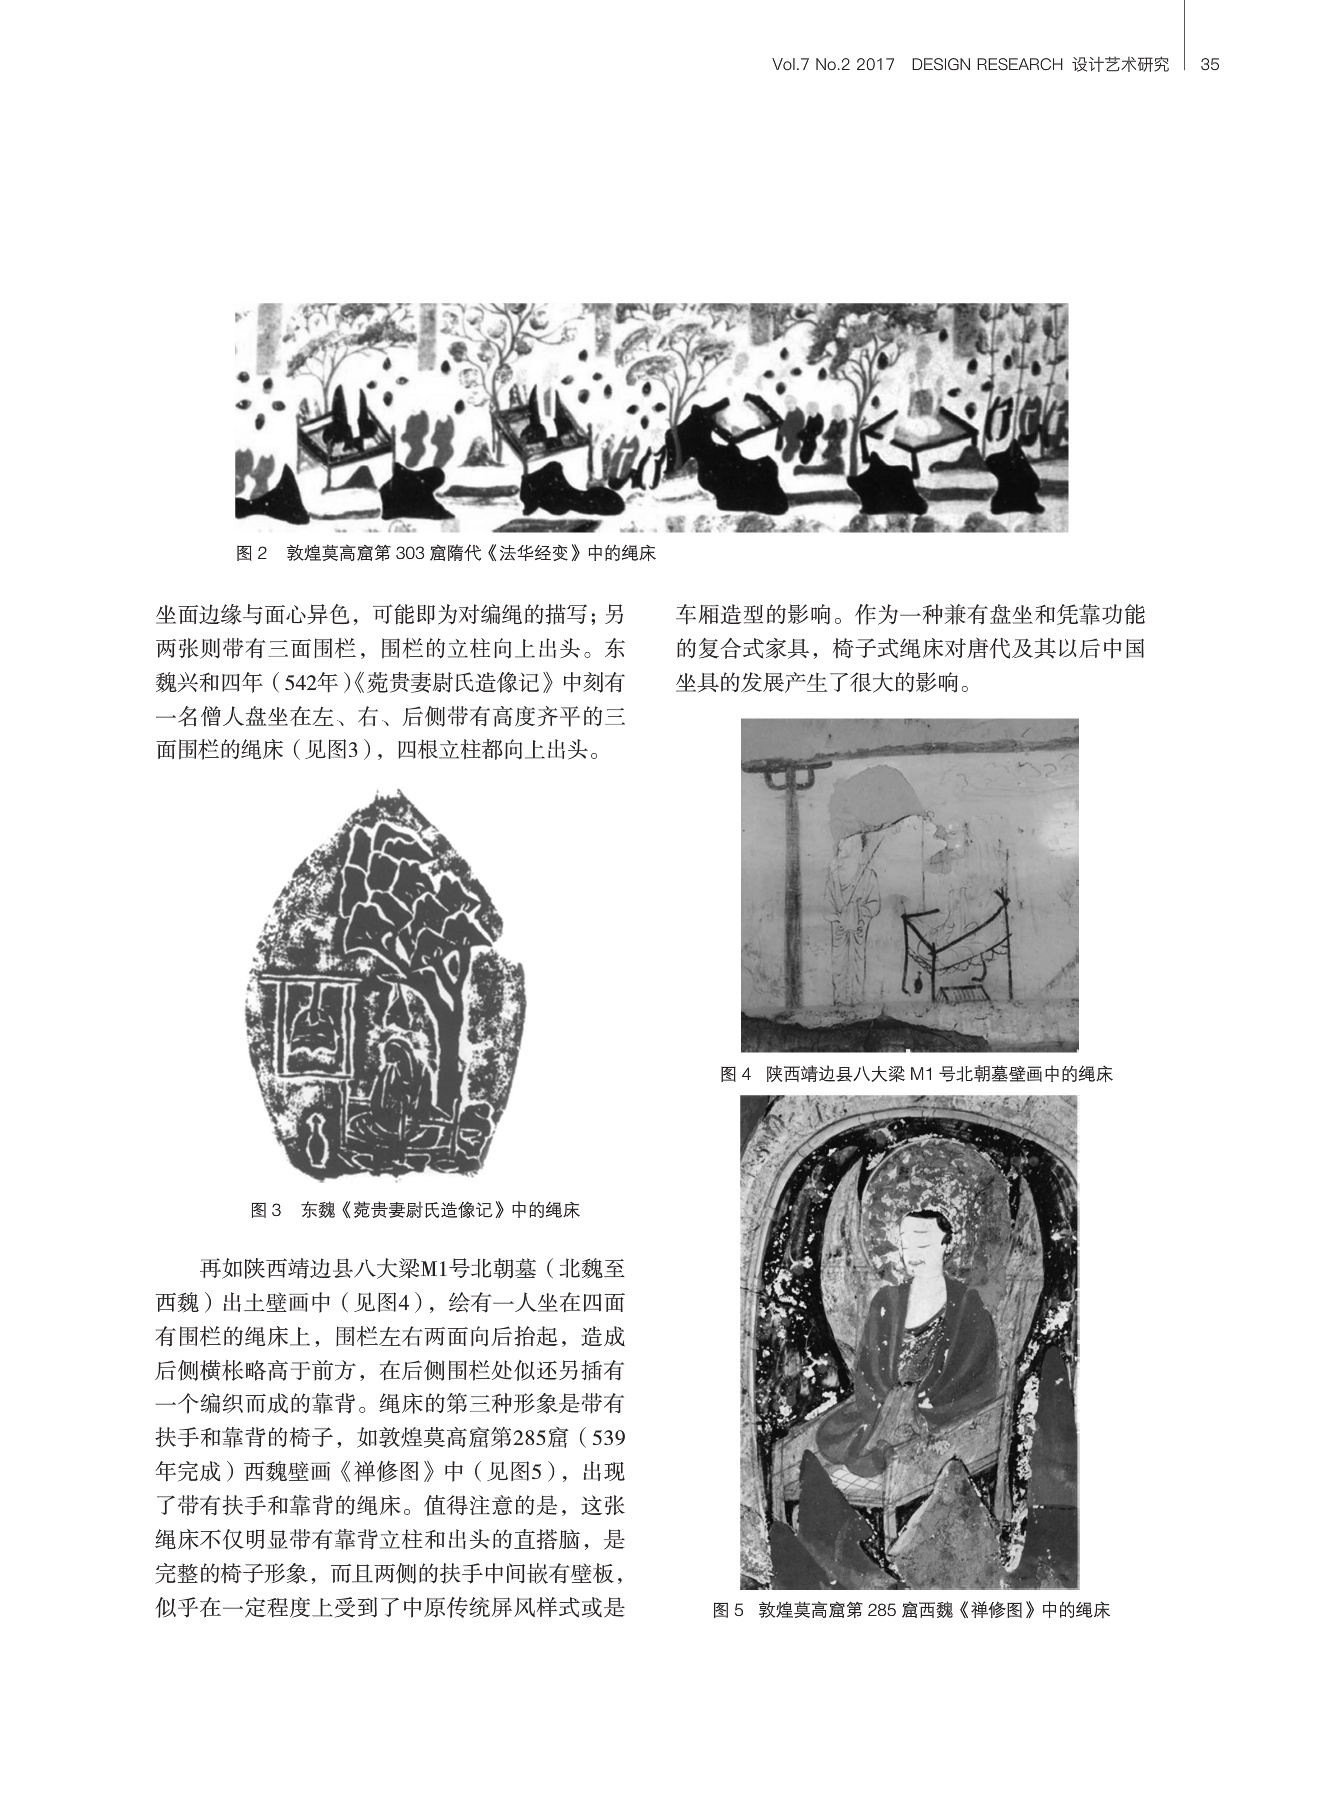 Vol.7 No.2 2017 DESIGN RESEARCH 设计艺术研究 35
图 2 敦煌莫高窟第 303 窟隋代《法华经变》中的绳床
坐面边缘与面心异色，可能即为对编绳的描写；另
两张则带有三面围栏，围栏的立柱向上出头。东
魏兴和四年（542年）《菀贵妻尉氏造像记》中刻有
一名僧人盘坐在左、右、后侧带有高度齐平的三
面围栏的绳床（见图3），四根立柱都向上出头。
图 3 东魏《菀贵妻尉氏造像记》中的绳床
再如陕西靖边县八大梁M1号北朝墓（北魏至
西魏）出土壁画中（见图4），绘有一人坐在四面
有围栏的绳床上，围栏左右两面向后抬起，造成
后侧横枨略高于前方，在后侧围栏处似还另插有
一个编织而成的靠背。绳床的第三种形象是带有
扶手和靠背的椅子，如敦煌莫高窟第285窟（539
年完成）西魏壁画《禅修图》中（见图5），出现
了带有扶手和靠背的绳床。值得注意的是，这张
绳床不仅明显带有靠背立柱和出头的直搭脑，是
完整的椅子形象，而且两侧的扶手中间嵌有壁板，
似乎在一定程度上受到了中原传统屏风样式或是
车厢造型的影响。作为一种兼有盘坐和凭靠功能
的复合式家具，椅子式绳床对唐代及其以后中国
坐具的发展产生了很大的影响。
图 4 陕西靖边县八大梁 M1 号北朝墓壁画中的绳床
图 5 敦煌莫高窟第 285 窟西魏《禅修图》中的绳床